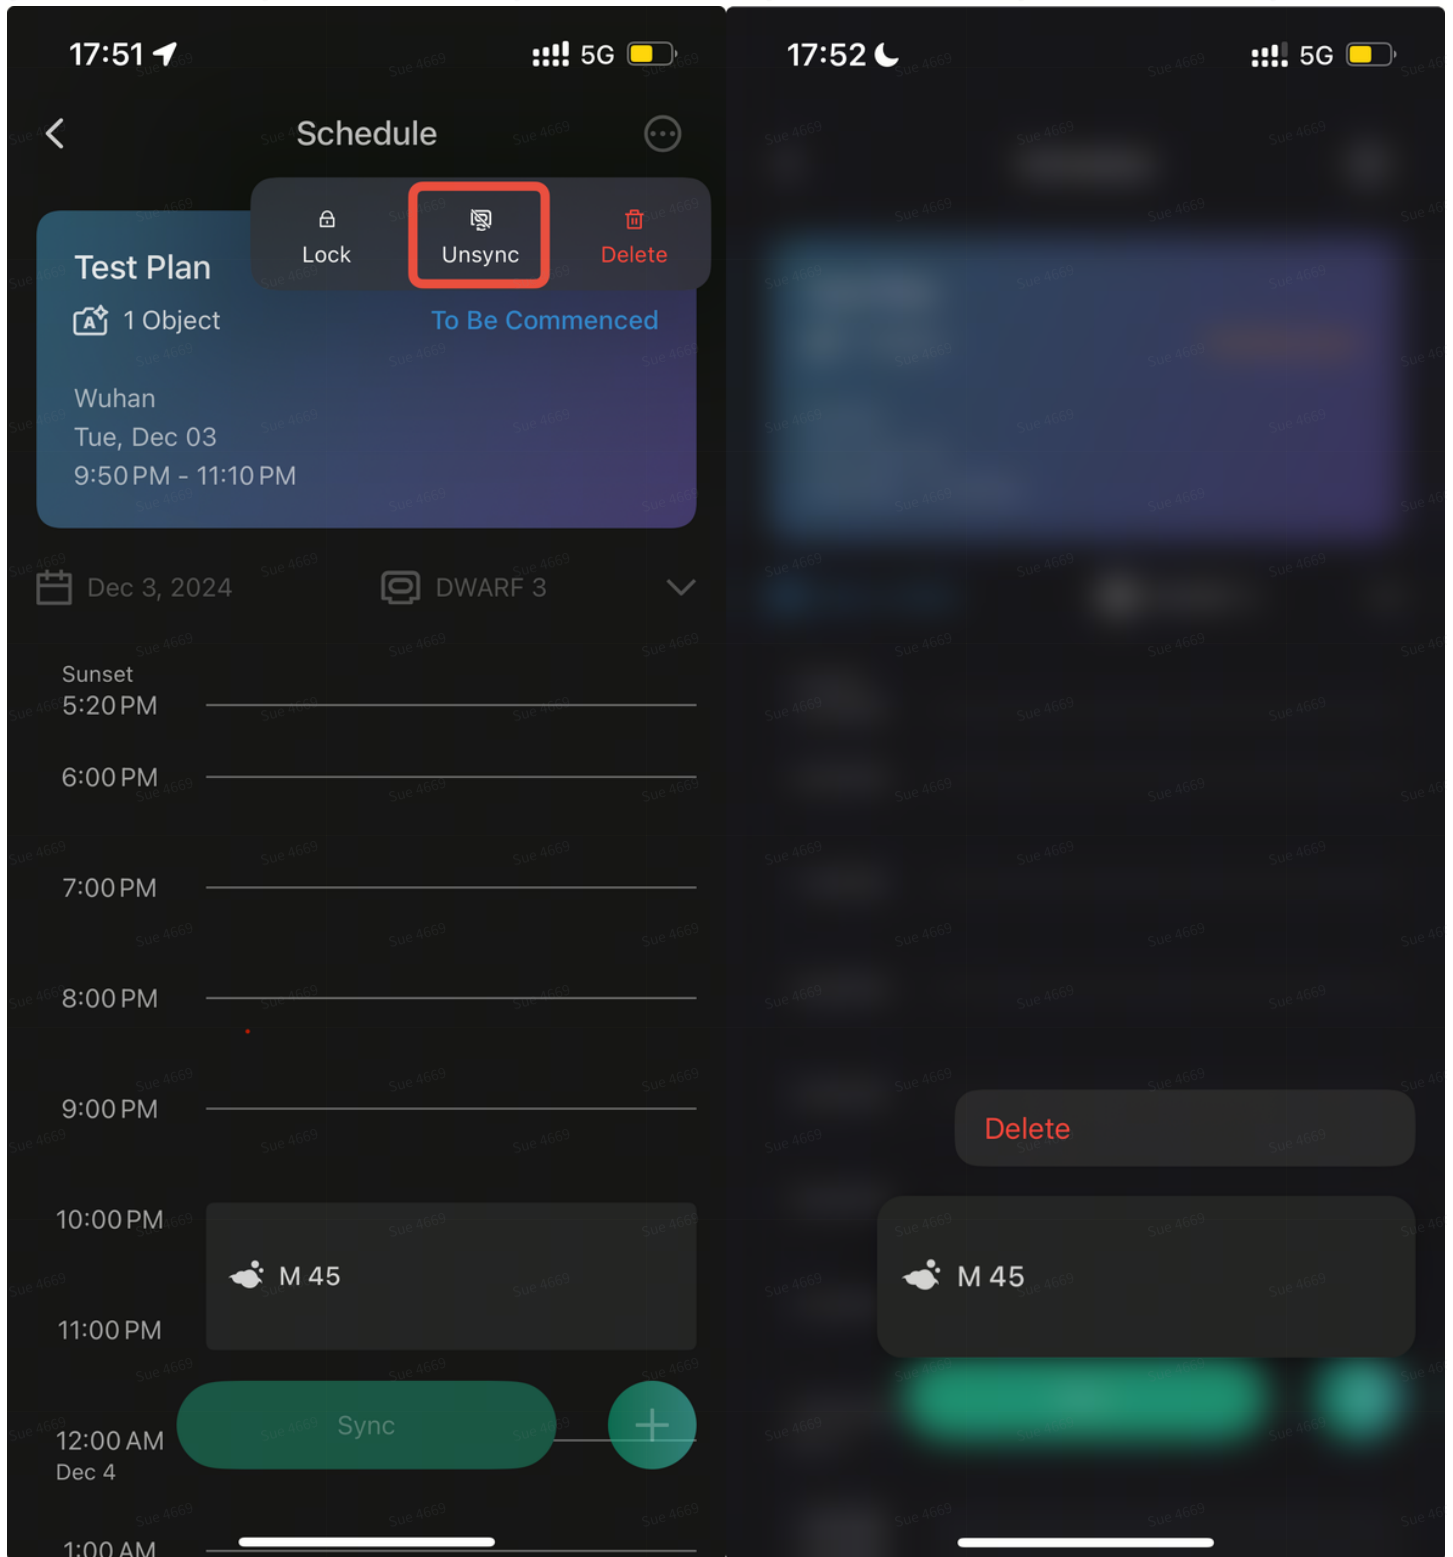 17:51
5G
Schedule
Lock
Unsync
Delete
Test Plan
1 Object
To Be Commenced
Wuhan
Tue, Dec 03
9:50 PM - 11:10 PM
Dec 3, 2024
DWARF 3
Sunset
5:20 PM
6:00 PM
7:00 PM
8:00 PM
9:00 PM
10:00 PM
M 45
11:00 PM
Sync
12:00 AM
Dec 4
1:00 AM
17:52
5G
Delete
M 45
Sue 4669